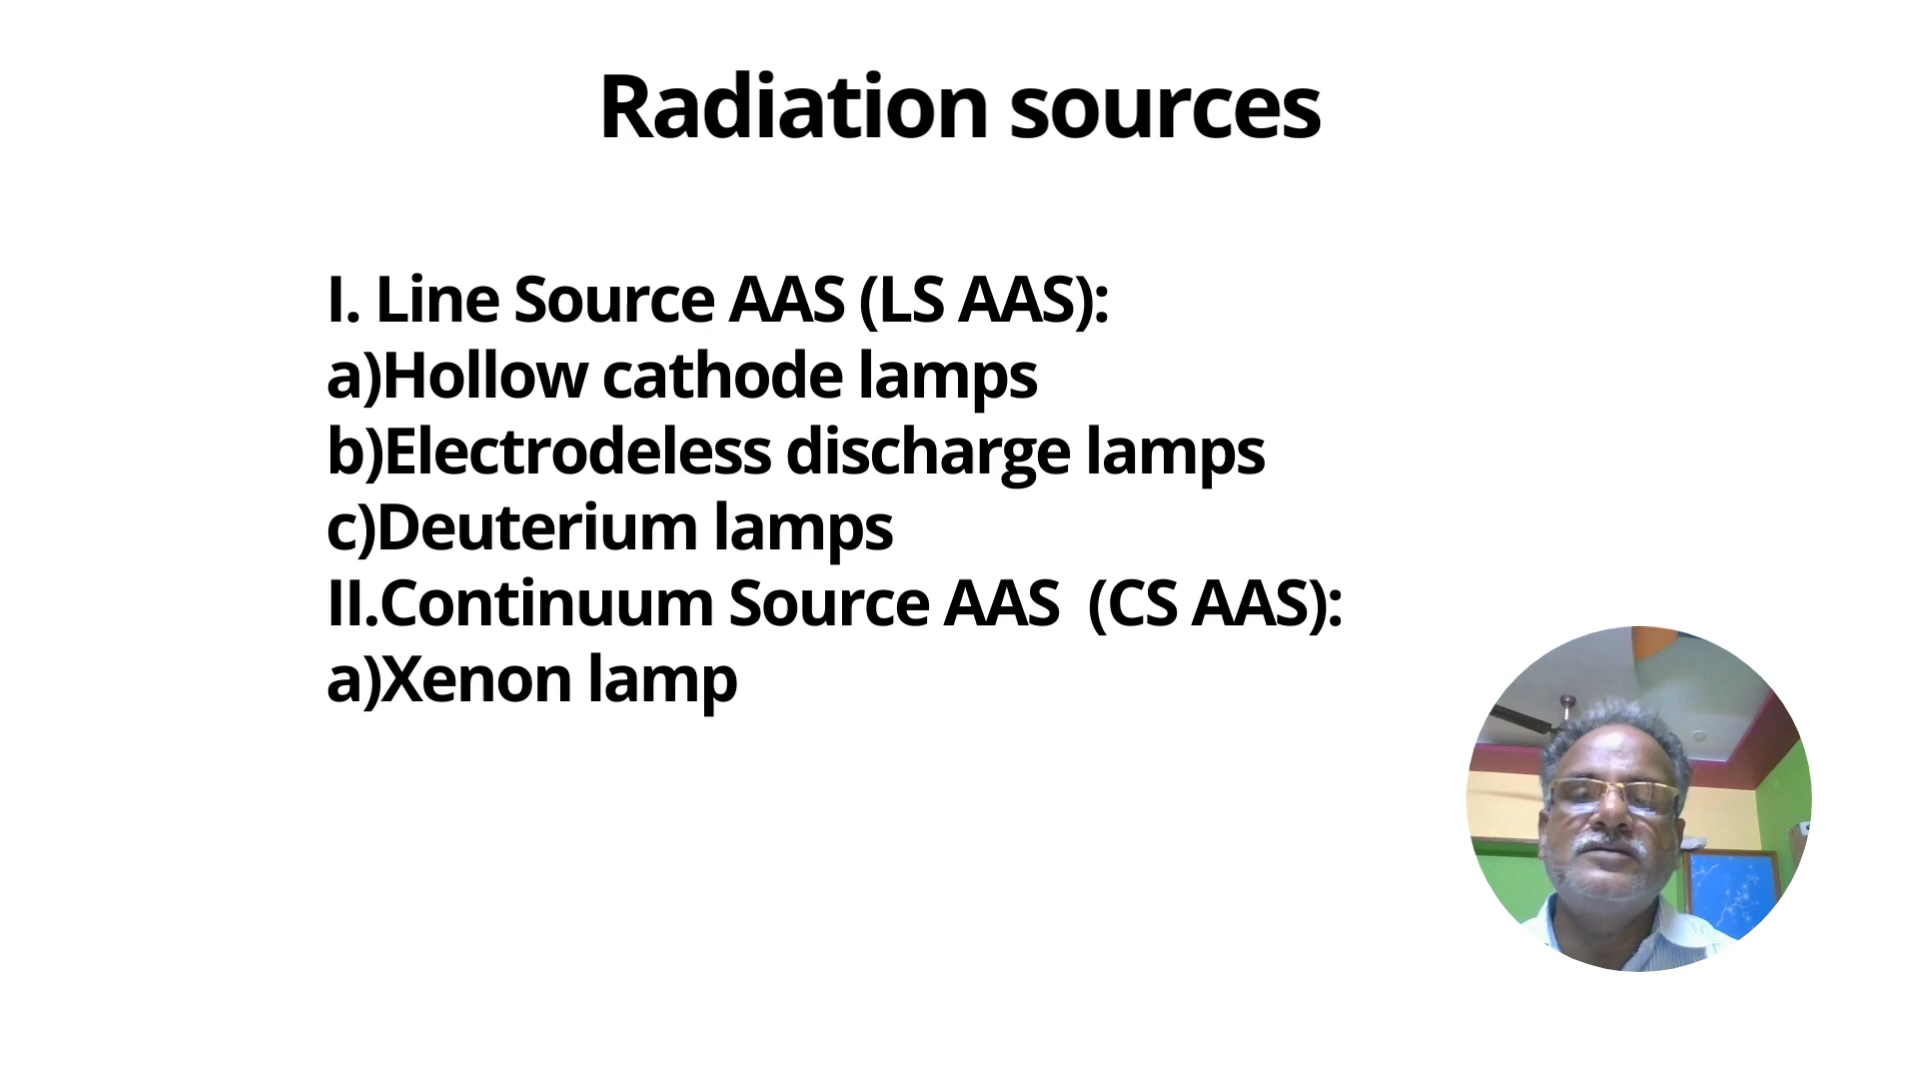 Radiation sources
I. Line Source AAS (LS AAS):
a)Hollow cathode lamps
b)Electrodeless discharge lamps
c)Deuterium lamps
II.Continuum Source AAS  (CS AAS):
a)Xenon lamp